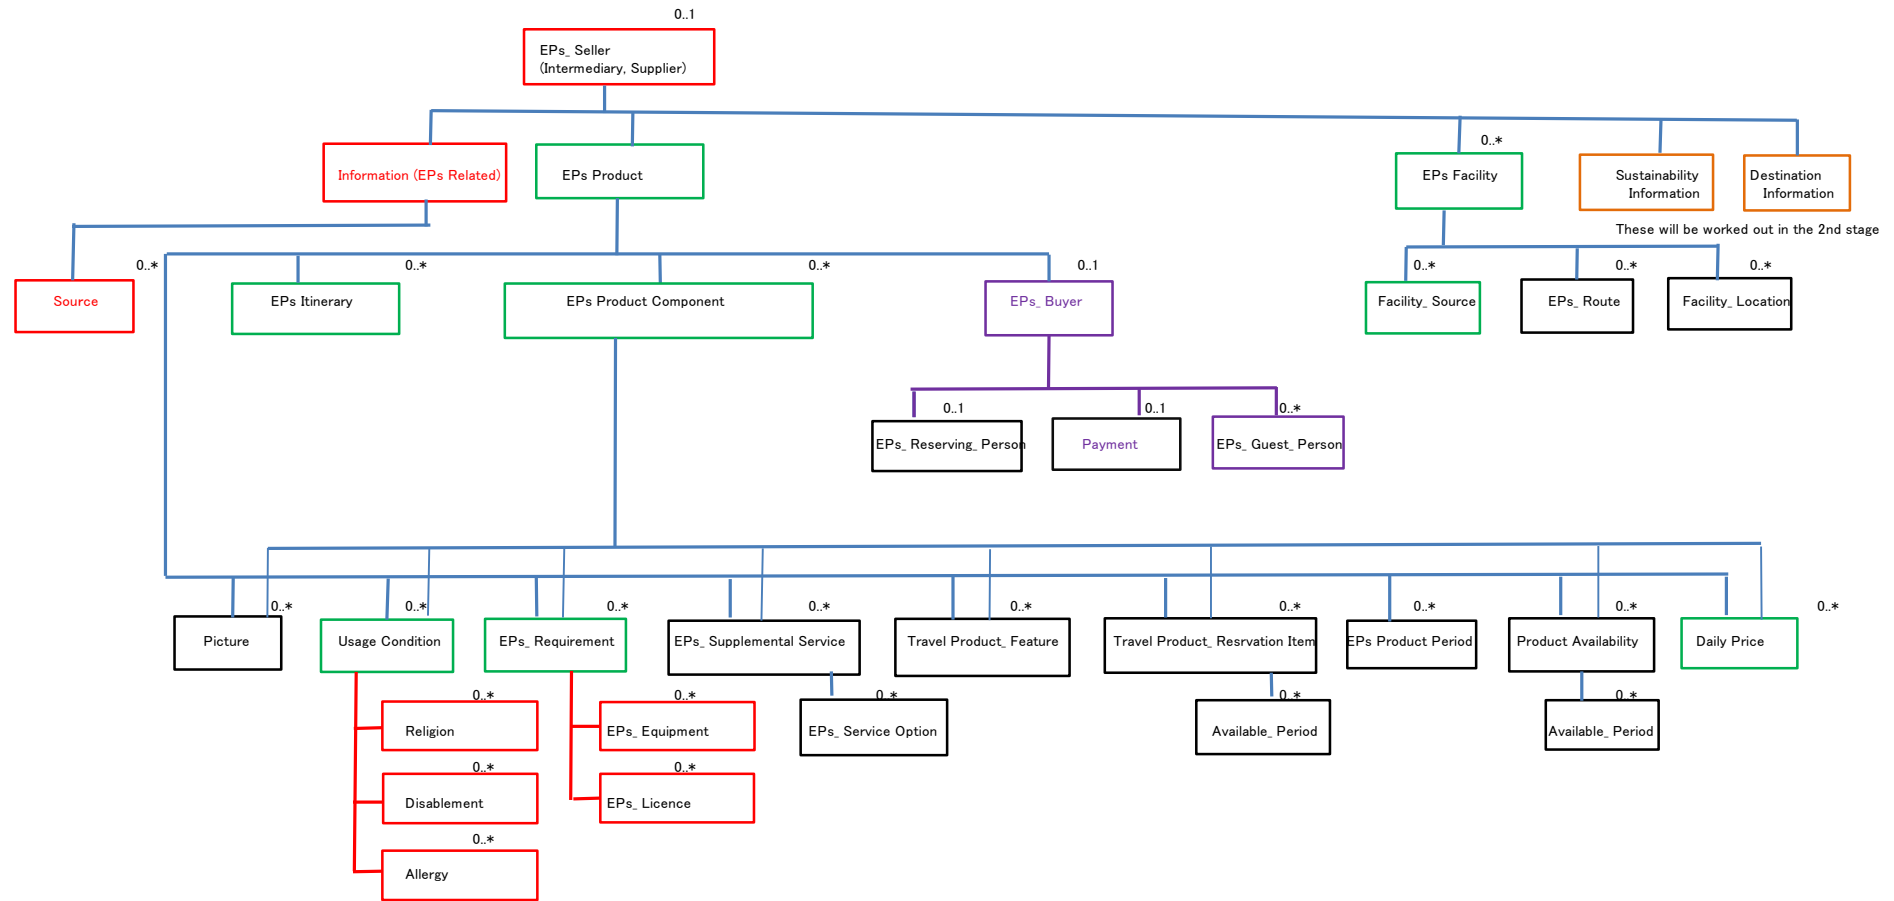 0..1
EPs_ Seller
(Intermediary, Supplier)
0..*
Information (EPs Related)
EPs Product
EPs Facility
Sustainability
Information
Destination
Information
These will be worked out in the 2nd stage
0..*
0..*
0..*
0..1
0..*
0..*
0..*
Source
EPs Itinerary
EPs Product Component
EPs_ Buyer
Facility_ Source
EPs_ Route
Facility_ Location
0..1
0..1
0..*
EPs_ Reserving_ Person
Payment
EPs_ Guest_ Person
0..*
0..*
0..*
0..*
0..*
0..*
0..*
0..*
0..*
Picture
Usage Condition
EPs_ Requirement
EPs_ Supplemental Service
Travel Product_ Feature
Travel Product_ Resrvation Item
EPs Product Period
Product Availability
Daily Price
0..*
0..*
0..*
0..*
0..*
Religion
EPs_ Equipment
EPs_ Service Option
Available_ Period
Available_ Period
0..*
0..*
Disablement
EPs_ Licence
0..*
Allergy